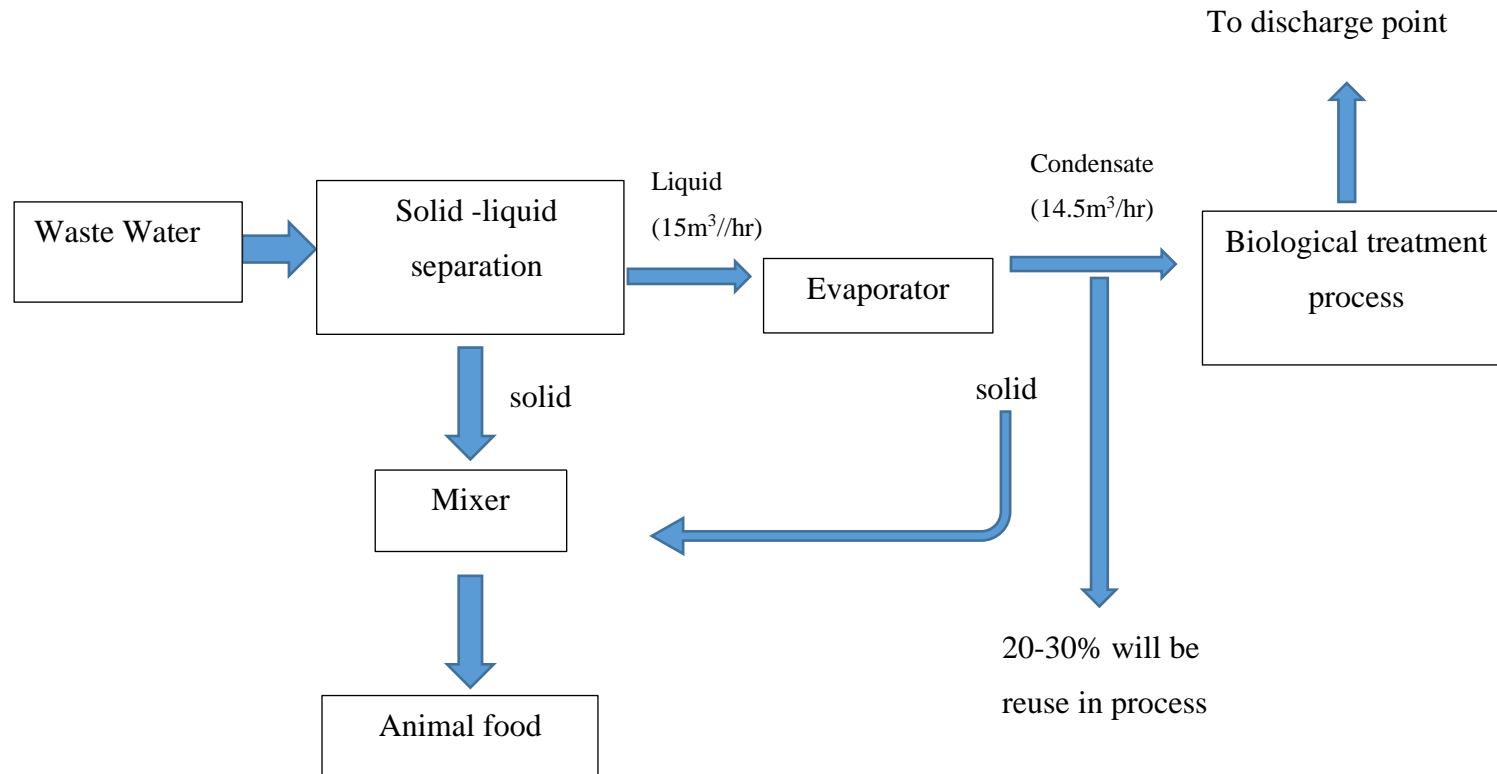 To discharge point
Waste Water
Solid -liquid
separation
Liquid
(15m³//hr)
Evaporator
Condensate
(14.5m³/hr)
Biological treatment
process
solid
solid
Mixer
20-30% will be
reuse in process
Animal food